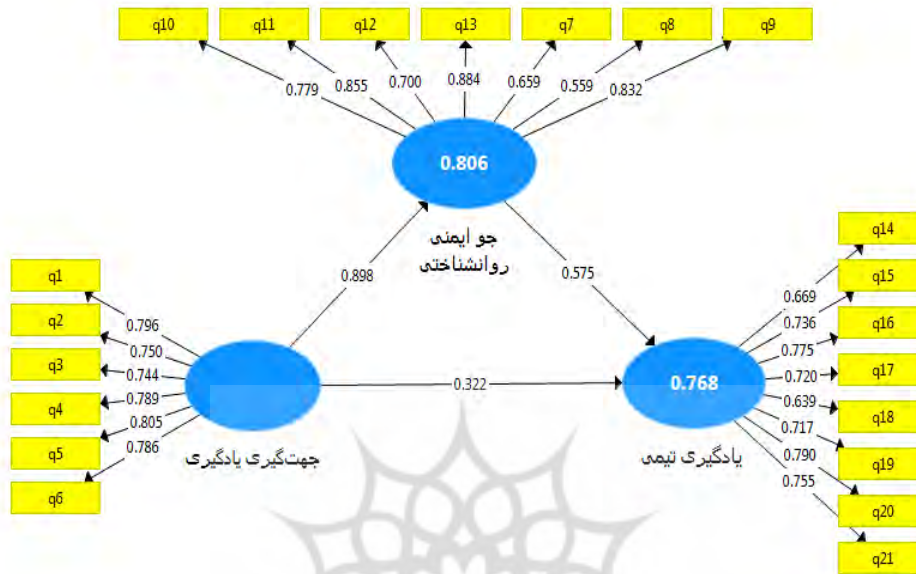 q10
q11
q12
q13
q7
q8
q9
0.779
0.855
0.700
0.884
0.659
0.559
0.832
0.806
جو ایمنی
روانشناختی
0.898
0.575
q1
q2
q3
q4
q5
q6
0.796
0.750
0.744
0.789
0.805
0.786
جهت‌گیری یادگیری
0.322
0.768
یادگیری تیمی
0.669
0.736
0.775
0.720
0.639
0.717
0.790
0.755
q14
q15
q16
q17
q18
q19
q20
q21